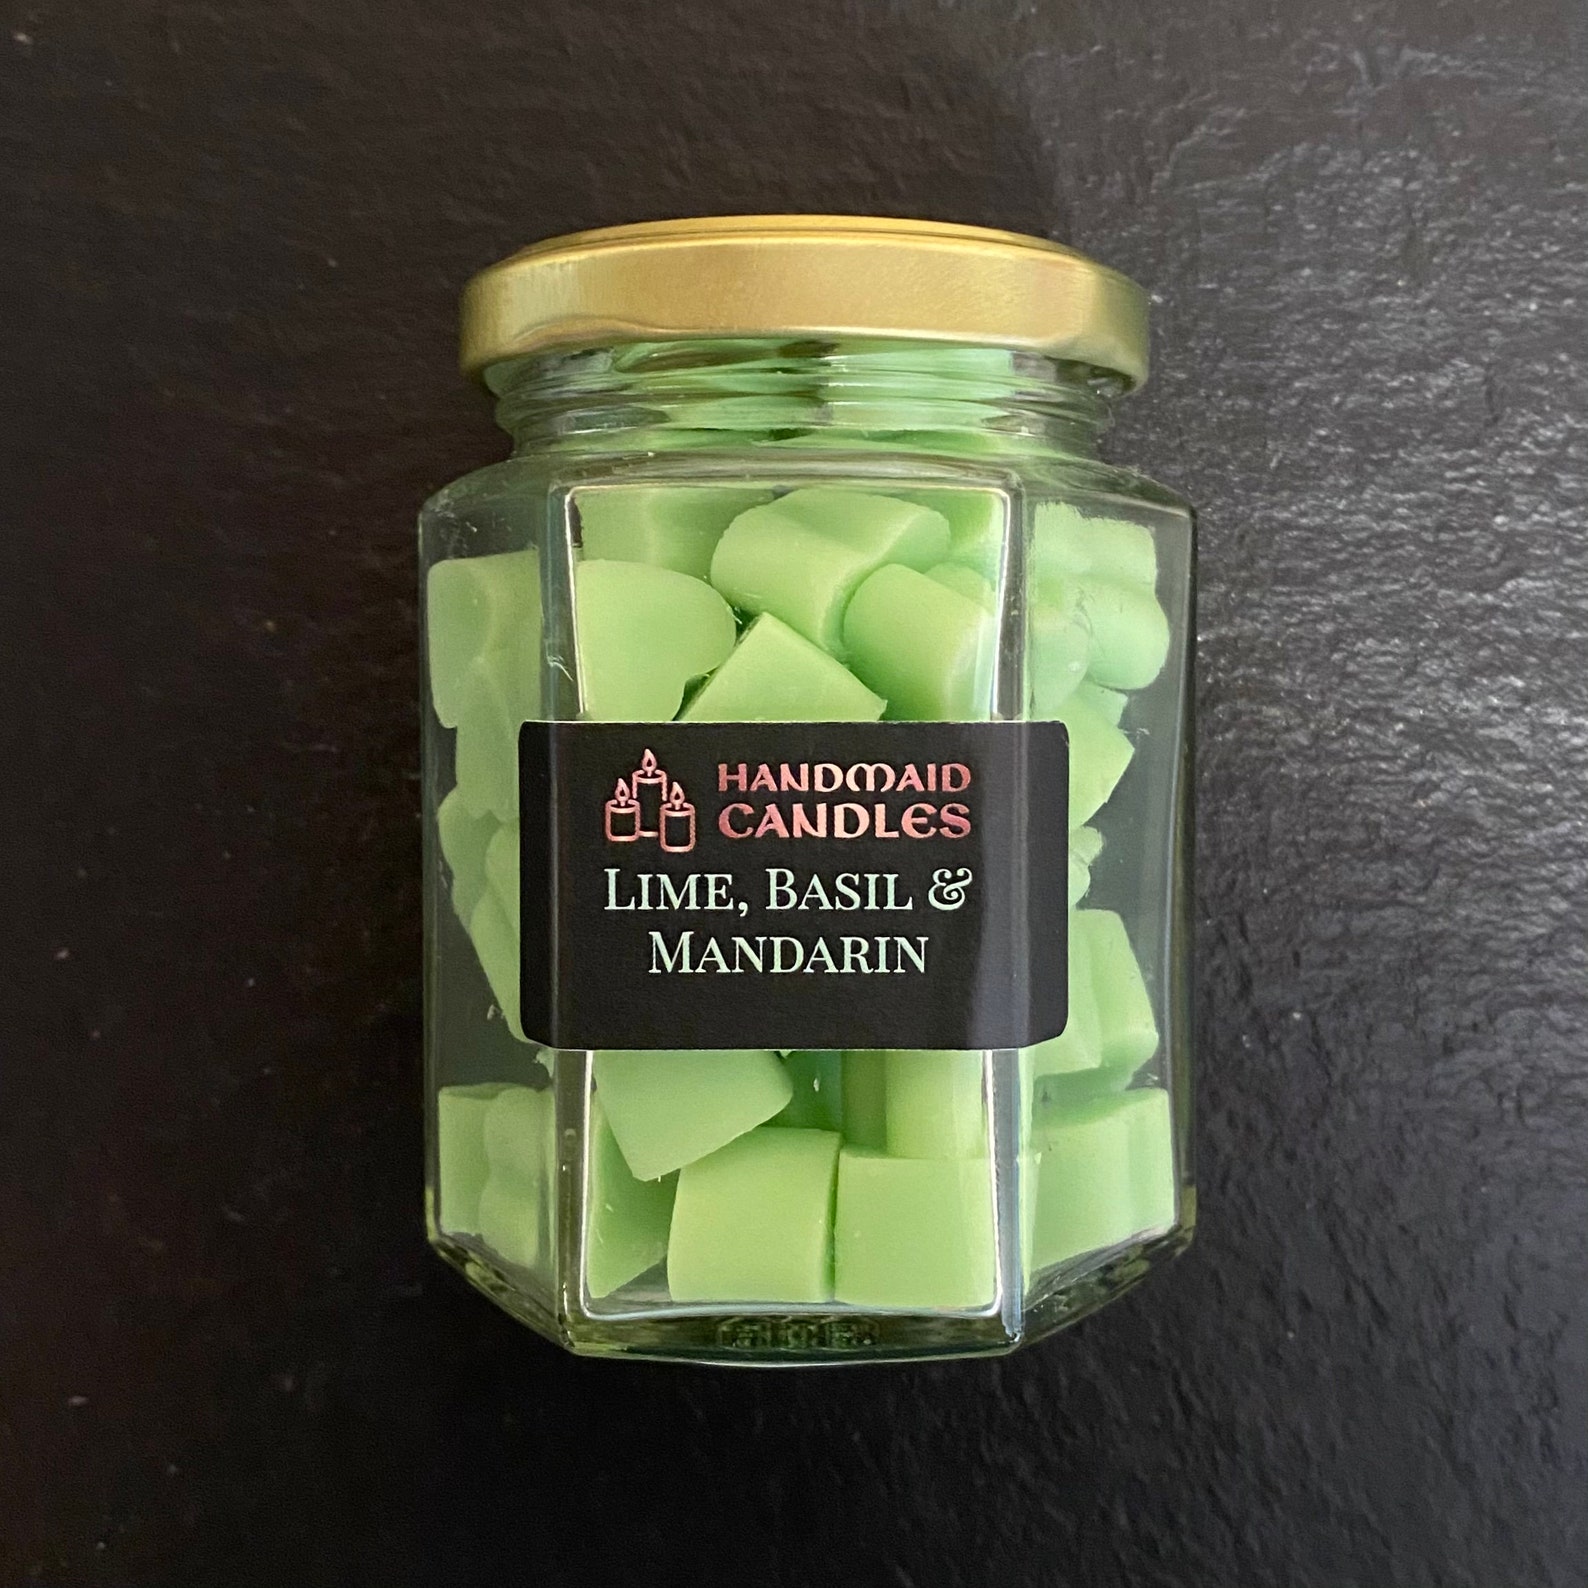 HANDMAID
CANDLES
LIME, BASIL &
MANDARIN